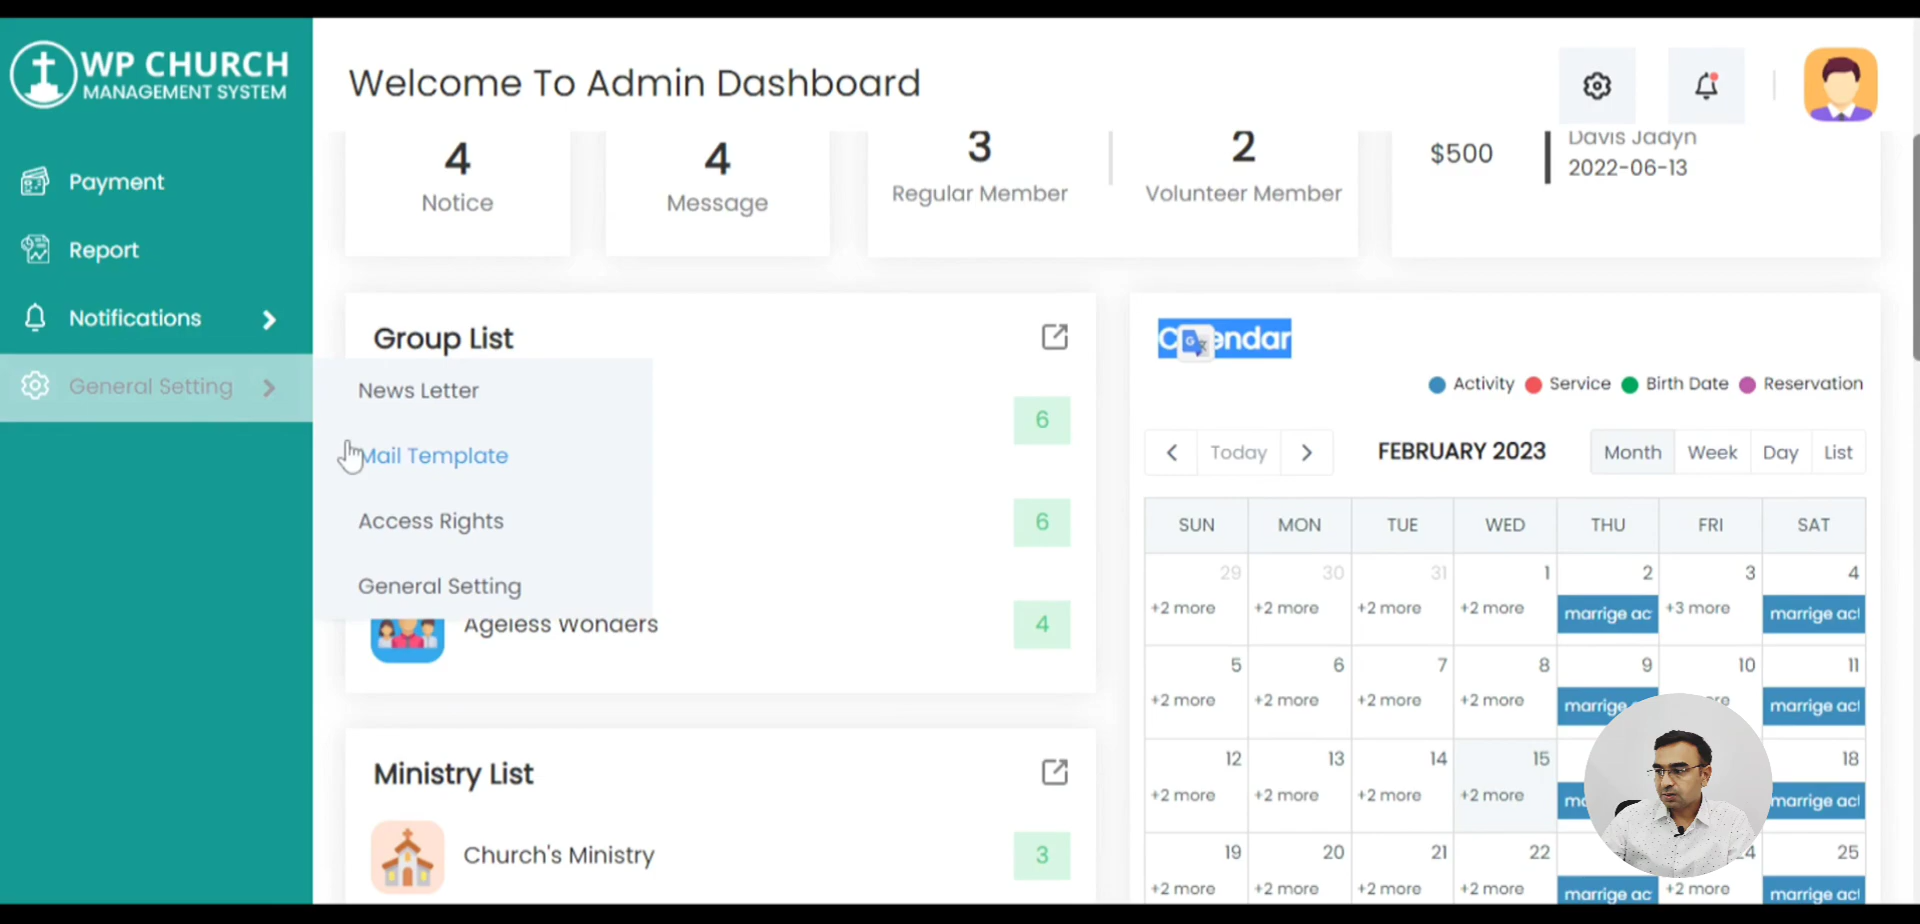 WP CHURCH
MANAGEMENT SYSTEM
Payment
Report
Notifications
General Setting
News Letter
Mail Template
Access Rights
General Setting
Welcome To Admin Dashboard
4
Notice
4
Message
3
Regular Member
2
Volunteer Member
$500
Davis Jadyn
2022-06-13
Group List
6
6
Ageless Wonders
4
Ministry List
Church's Ministry
3
Activity Service Birth Date Reservation
Today
FEBRUARY 2023
Month Week Day List
SUN MON TUE WED THU FRI SAT
29 30 31 1 2 3 4
+2 more +2 more +2 more +2 more marrige ac +3 more marrige act
5 6 7 8 9 10 11
+2 more +2 more +2 more +2 more marrige marrige act
12 13 14 15 18
+2 more +2 more +2 more +2 more marrige act
19 20 21 22 25
+2 more +2 more +2 more +2 more marrige ac +2 more marrige act